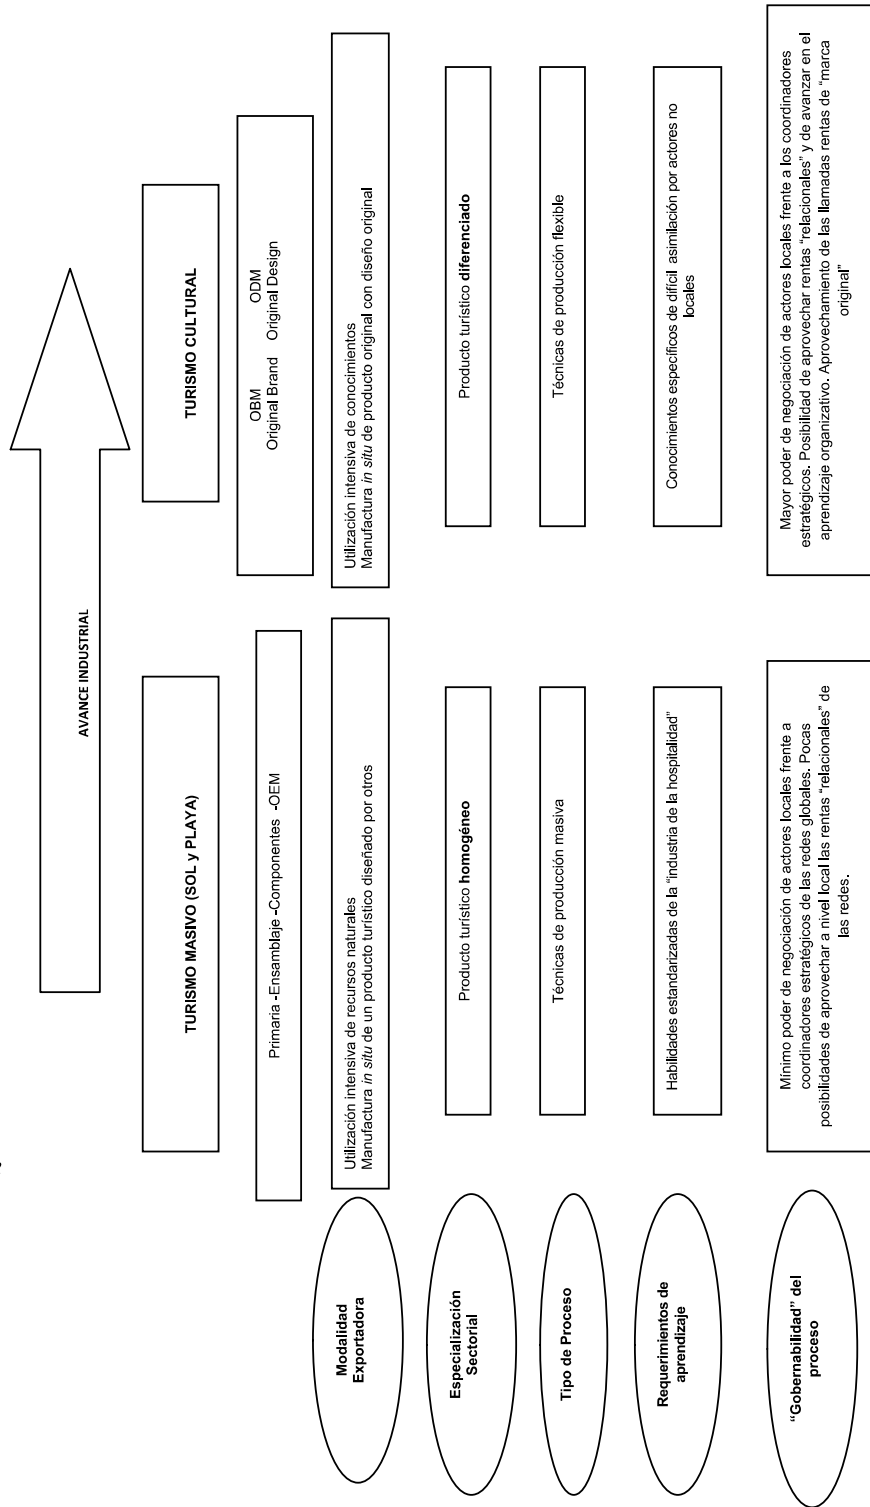 AVANCE INDUSTRIAL
TURISMO MASIVO (SOL y PLAYA)
TURISMO CULTURAL
Primaria -Ensamblaje -Componentes -OEM
OBM ODM
Original Brand Original Design
Modalidad
Exportadora
Utilización intensiva de recursos naturales
Manufactura in situ de un producto turístico diseñado por otros
Utilización intensiva de conocimientos
Manufactura in situ de producto original con diseño original
Especialización
Sectorial
Producto turístico homogéneo
Producto turístico diferenciado
Tipo de Proceso
Técnicas de producción masiva
Técnicas de producción flexible
Requerimientos de
aprendizaje
Habilidades estandarizadas de la “industria de la hospitalidad”
Conocimientos específicos de difícil asimilación por actores no
locales
“Gobernabilidad” del
proceso
Mínimo poder de negociación de actores locales frente a
coordinadores estratégicos de las redes globales. Pocas
posibilidades de aprovechar a nivel local las rentas “relacionales” de
las redes.
Mayor poder de negociación de actores locales frente a los coordinadores
estratégicos. Posibilidad de aprovechar rentas “relacionales” y de avanzar en el
aprendizaje organizativo. Aprovechamiento de las llamadas rentas de “marca
original”